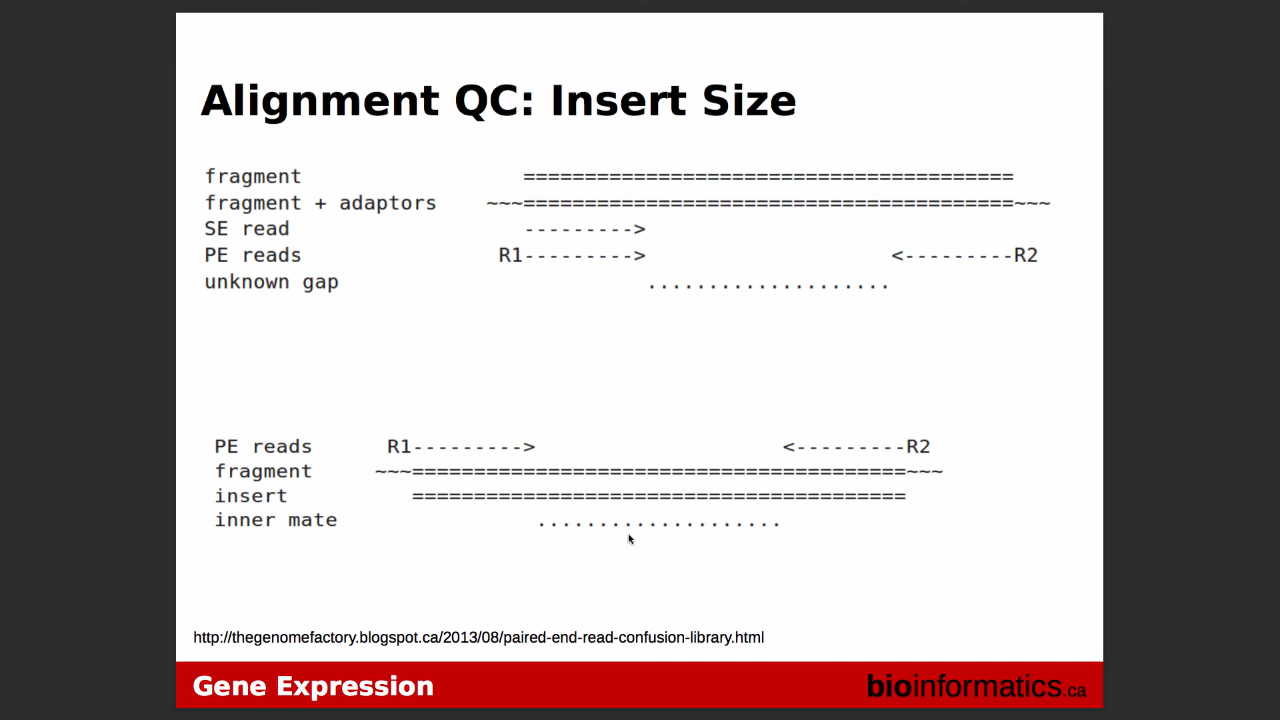 Alignment QC: Insert Size
fragment ========================================
fragment + adaptors ~~~========================================~~~
SE read --------->
PE reads R1---------> <---------R2
unknown gap ....................
PE reads R1---------> <---------R2
fragment ~~~========================================~~~
insert ========================================
inner mate ....................
http://thegenomefactory.blogspot.ca/2013/08/paired-end-read-confusion-library.html
Gene Expression
bioinformatics.ca